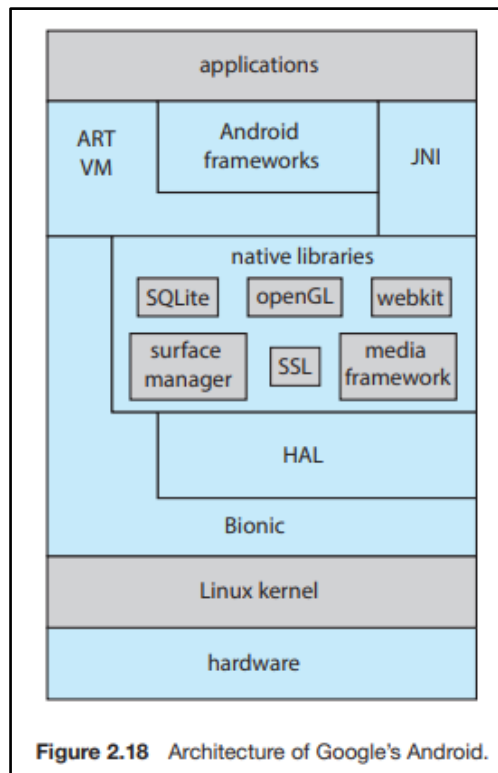 applications
ART
VM
Android
frameworks
JNI
native libraries
SQLite
openGL
webkit
surface
manager
SSL
media
framework
HAL
Bionic
Linux kernel
hardware
Figure 2.18 Architecture of Google's Android.